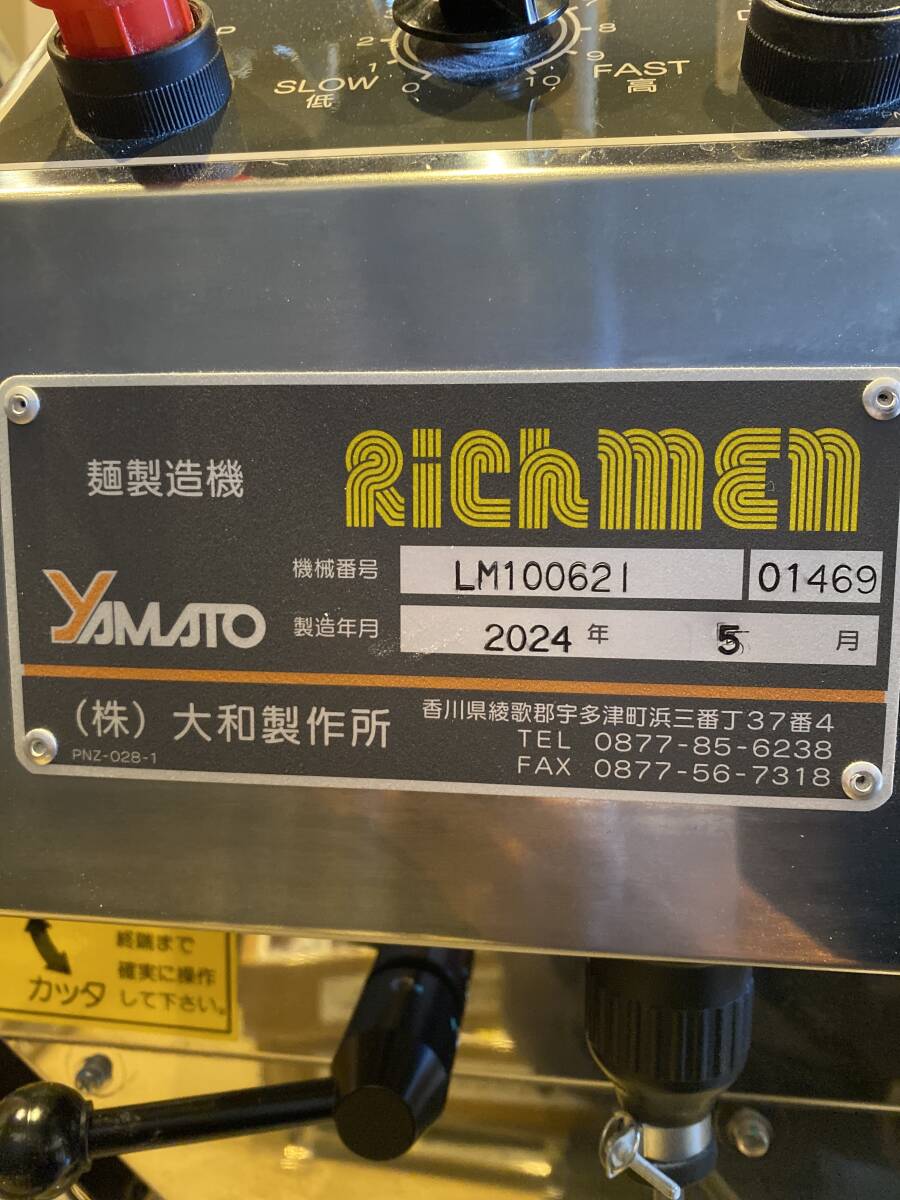 P
2
1
0
7
8
9
10
SLOW
低
FAST
高
麺製造機
RichmEn
機械番号 LM100621 01469
YAMATO
製造年月 2024 年 5 月
(株) 大和製作所
PNZ-028-1
香川県綾歌郡宇多津町浜三番丁37番4
TEL 0877-85-6238
FAX 0877-56-7318
カッタ
終端まで
確実に操作
して下さい。